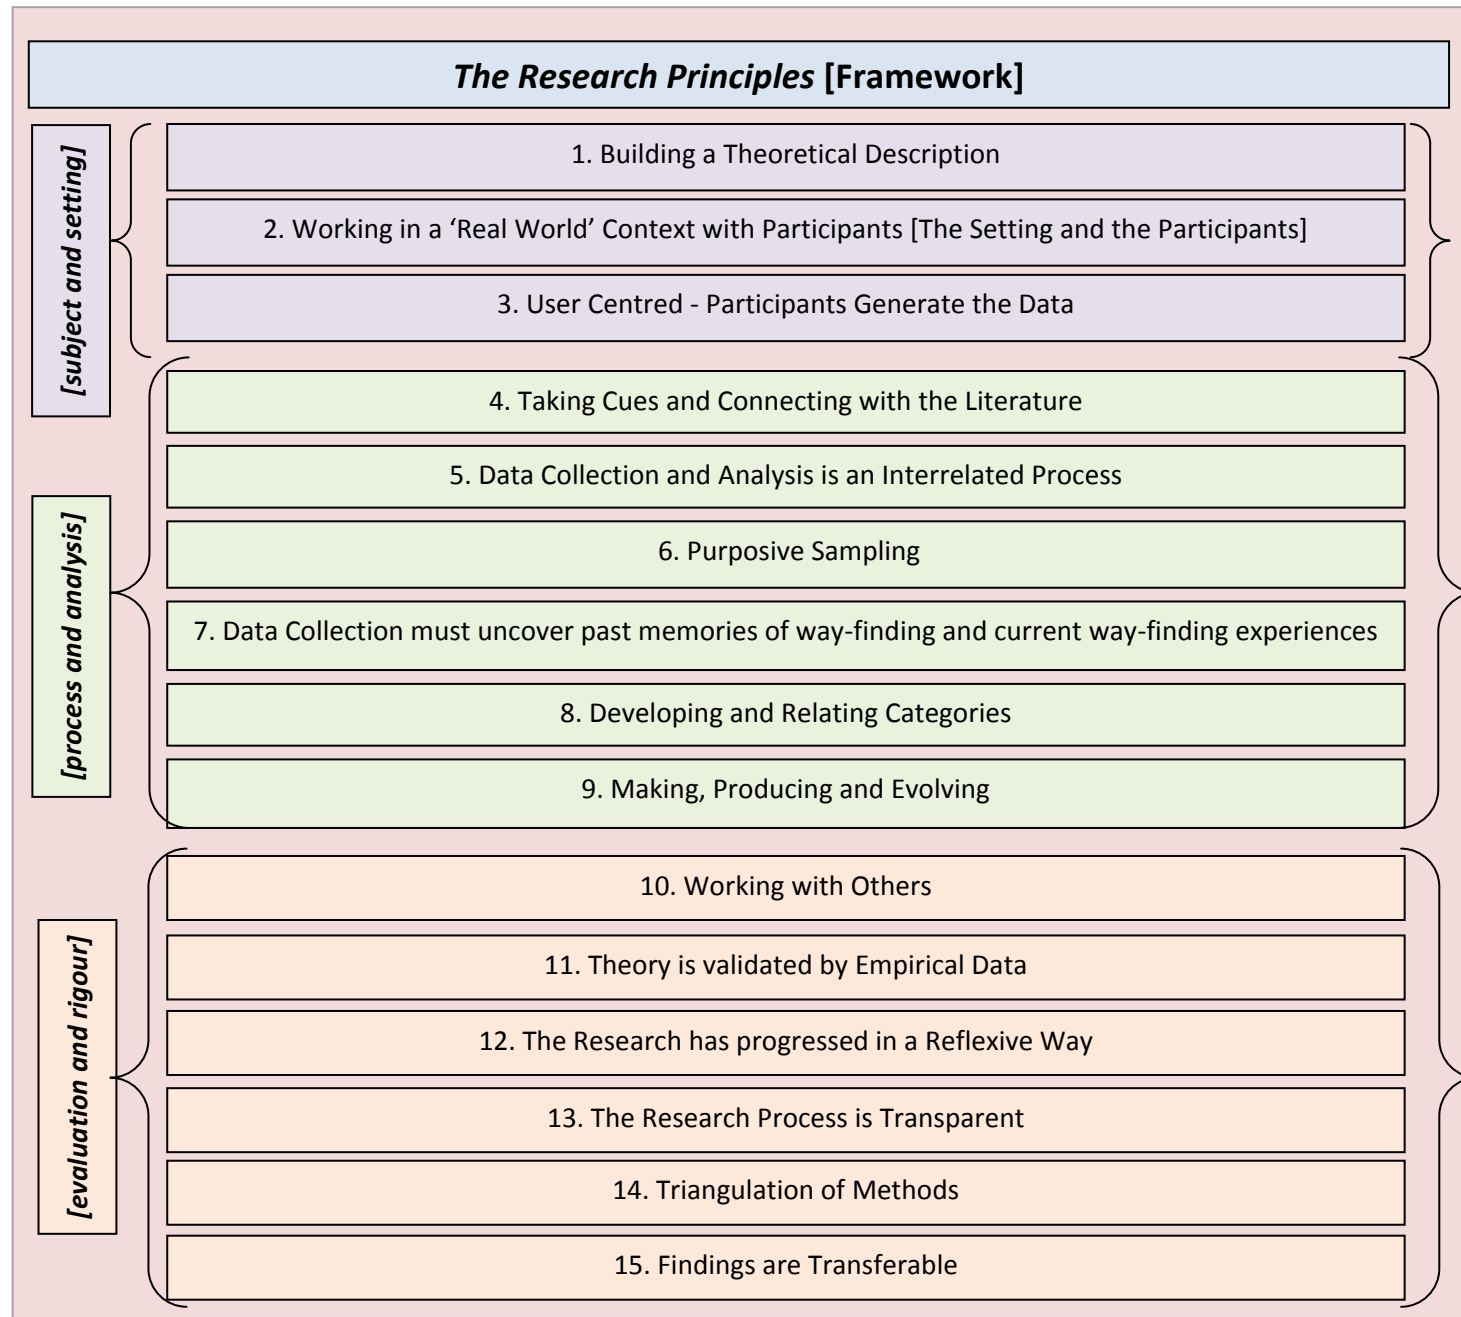 The Research Principles [Framework]
[subject and setting]
1. Building a Theoretical Description
2. Working in a ‘Real World’ Context with Participants [The Setting and the Participants]
3. User Centred - Participants Generate the Data
[process and analysis]
4. Taking Cues and Connecting with the Literature
5. Data Collection and Analysis is an Interrelated Process
6. Purposive Sampling
7. Data Collection must uncover past memories of way-finding and current way-finding experiences
8. Developing and Relating Categories
9. Making, Producing and Evolving
[evaluation and rigour]
10. Working with Others
11. Theory is validated by Empirical Data
12. The Research has progressed in a Reflexive Way
13. The Research Process is Transparent
14. Triangulation of Methods
15. Findings are Transferable